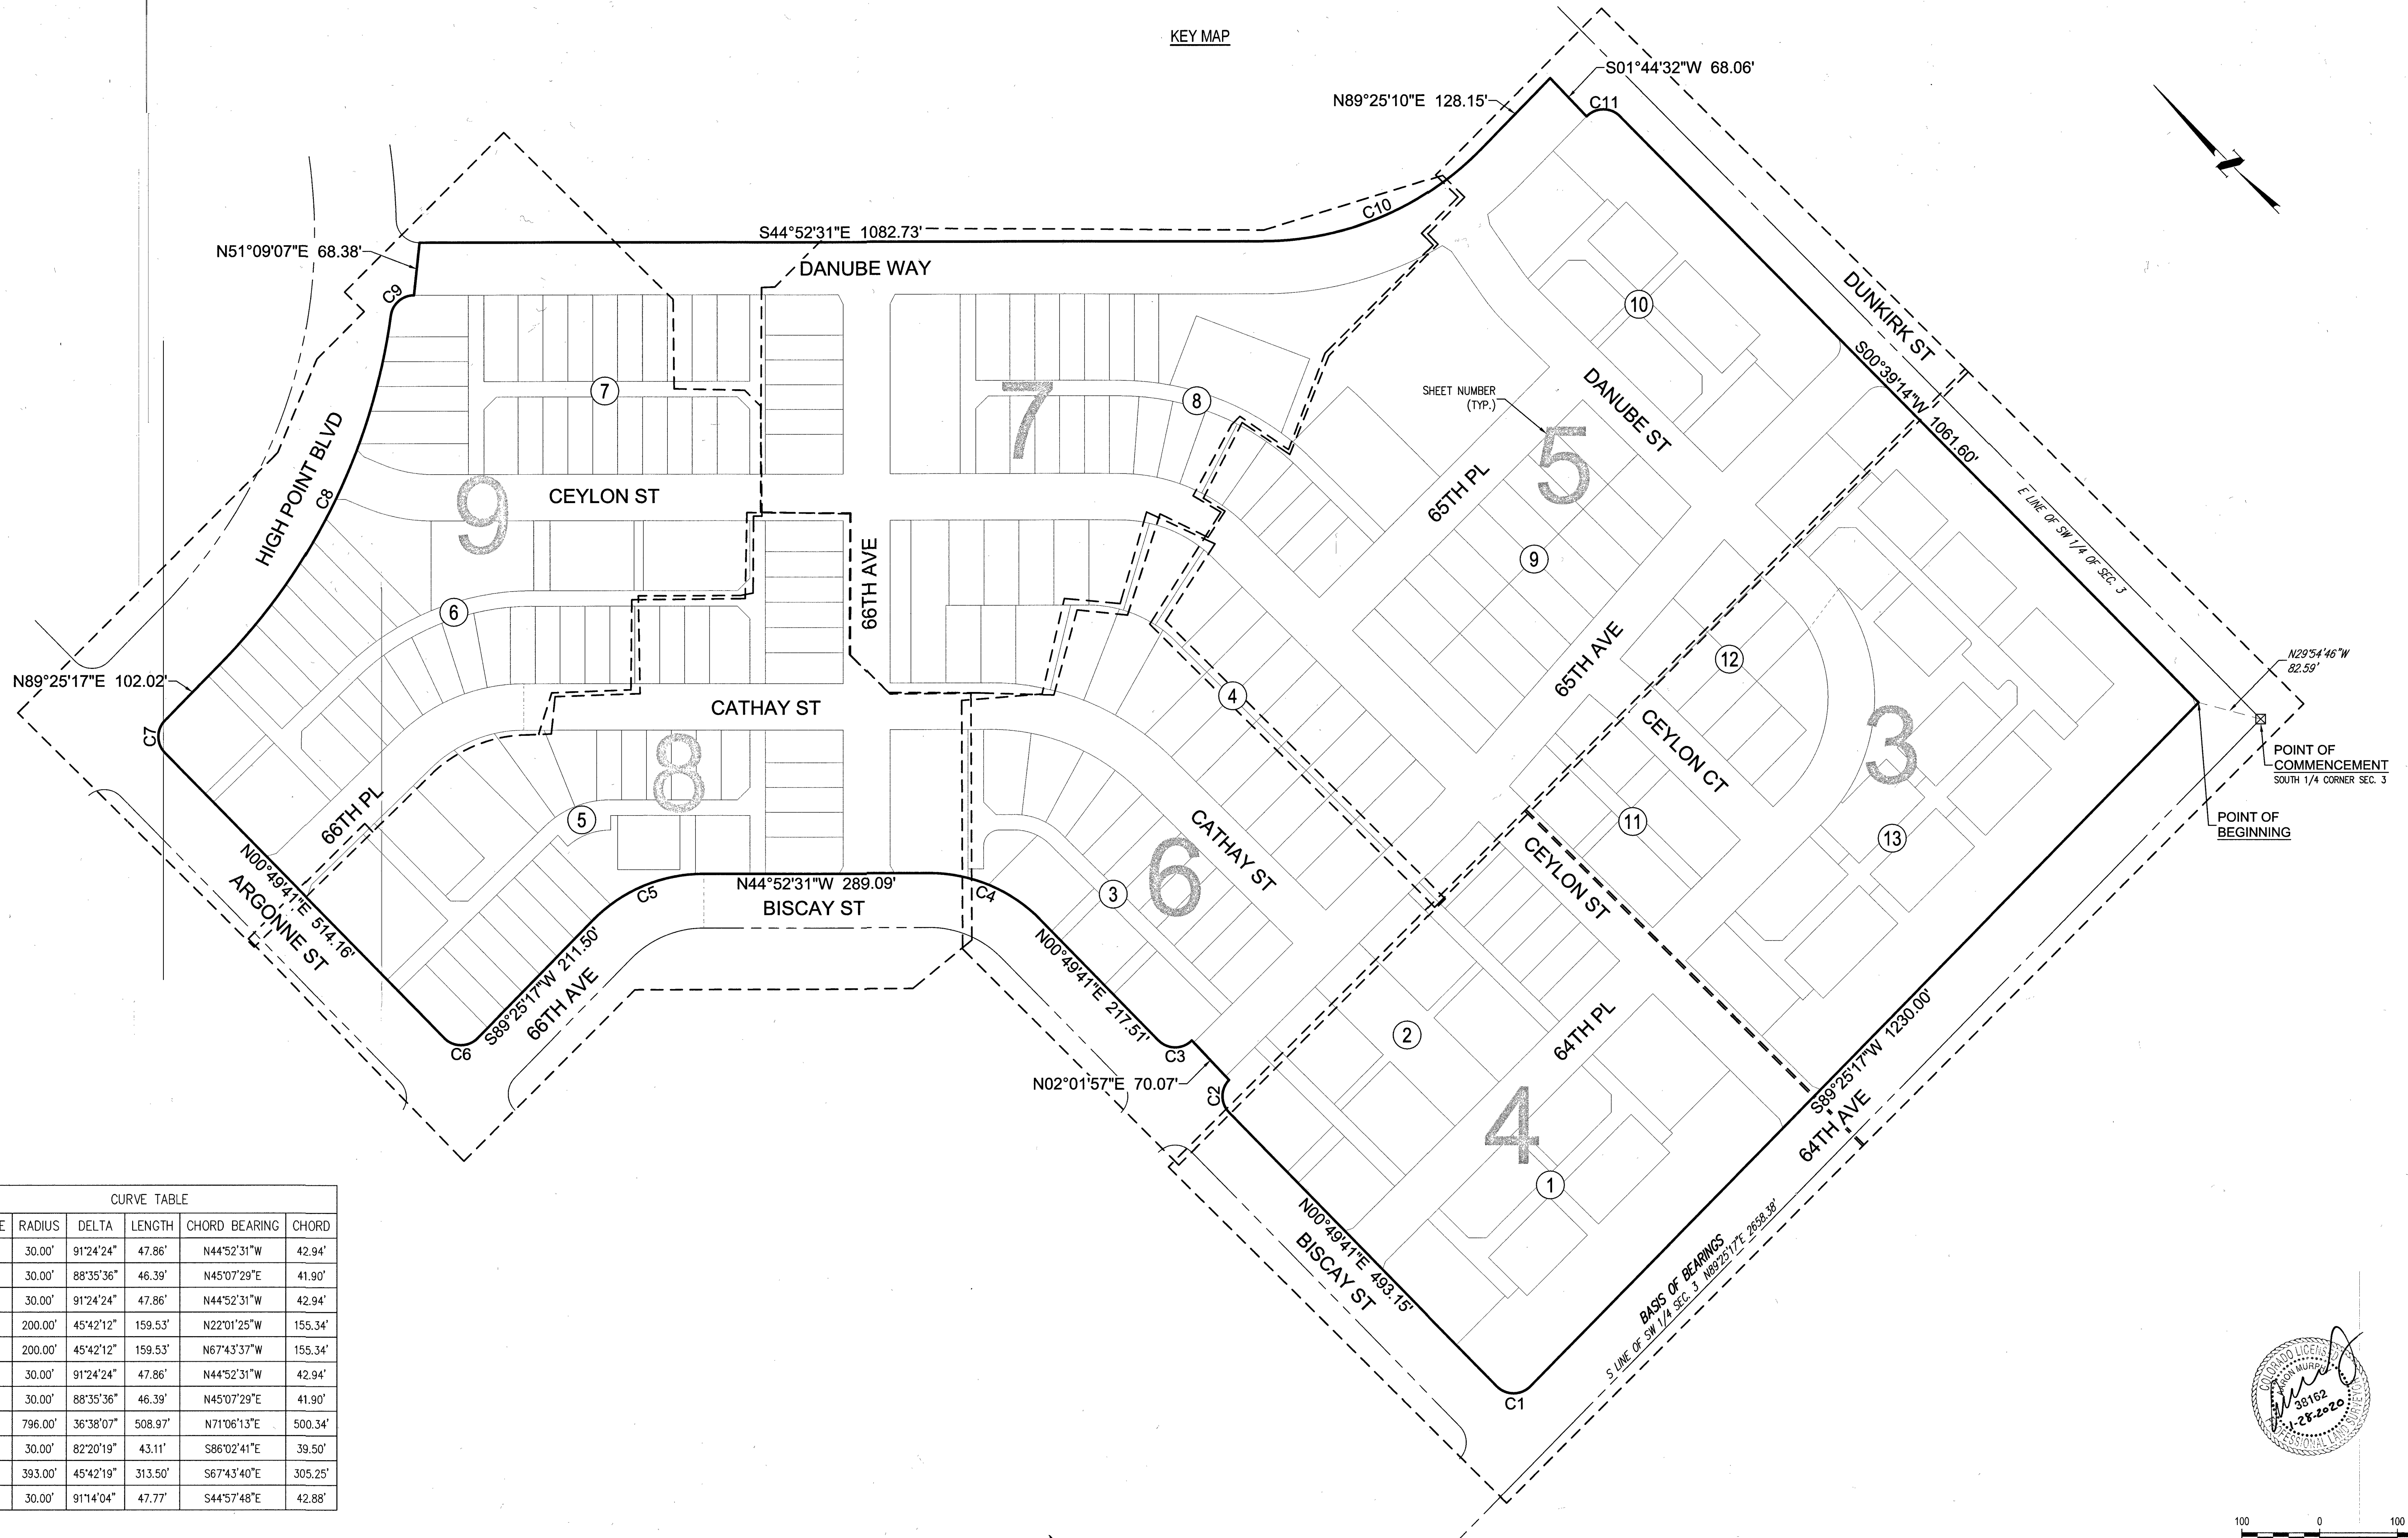 KEY MAP
S01°44'32"W 68.06'
N89°25'10"E 128.15'
C11
C10
S44°52'31"E 1082.73'
N51°09'07"E 68.38'
DANUBE WAY
C9
DUNKIRK ST
10
S00°39'14"W 1061.60'
7
7
8
SHEET NUMBER
(TYP.)
DANUBE ST
5
HIGH POINT BLVD
C8
9
CEYLON ST
65TH PL
E LINE OF SW 1/4 OF SEC. 3
66TH AVE
9
6
65TH AVE
12
N29°54'46"W
82.59'
N89°25'17"E 102.02'
CATHAY ST
4
CEYLON CT
3
C7
8
POINT OF
COMMENCEMENT
SOUTH 1/4 CORNER SEC. 3
POINT OF
BEGINNING
66TH PL
5
CATHAY ST
11
13
N00°49'41"E 514.16'
ARGONNE ST
C5
N44°52'31"W 289.09'
BISCAY ST
C4
3
6
CEYLON ST
S89°25'17"W 211.50'
66TH AVE
N00°49'41"E 217.51'
C6
C3
2
64TH PL
S89°25'17"W 1230.00'
64TH AVE
N02°01'57"E 70.07'
C2
4
1
N00°49'41"E 493.15'
BISCAY ST
BASIS OF BEARINGS
S LINE OF SW 1/4 SEC. 3 N89°25'17"E 2658.38'
C1
CURVE TABLE
E RADIUS DELTA LENGTH CHORD BEARING CHORD
30.00' 91°24'24" 47.86' N44°52'31"W 42.94'
30.00' 88°35'36" 46.39' N45°07'29"E 41.90'
30.00' 91°24'24" 47.86' N44°52'31"W 42.94'
200.00' 45°42'12" 159.53' N22°01'25"W 155.34'
200.00' 45°42'12" 159.53' N67°43'37"W 155.34'
30.00' 91°24'24" 47.86' N44°52'31"W 42.94'
30.00' 88°35'36" 46.39' N45°07'29"E 41.90'
796.00' 36°38'07" 508.97' N71°06'13"E 500.34'
30.00' 82°20'19" 43.11' S86°02'41"E 39.50'
393.00' 45°42'19" 313.50' S67°43'40"E 305.25'
30.00' 91°14'04" 47.77' S44°57'48"E 42.88'
COLORADO LICENSED
38162
1-28-2020
PROFESSIONAL LAND SURVEYOR
100 0 100